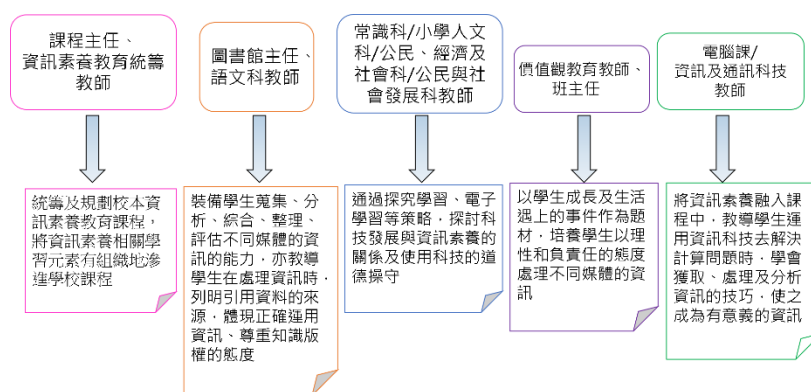 課程主任、
資訊素養教育統籌
教師
圖書館主任、
語文科教師
常識科/小學人文
科/公民、經濟及
社會科/公民與社
會發展科教師
價值觀教育教師、
班主任
電腦課/
資訊及通訊科技
教師
統籌及規劃校本資
訊素養教育課程，
將資訊素養相關學
習元素有組織地滲
進學校課程
裝備學生蒐集、分
析、綜合、整理、
評估不同媒體的資
訊的能力，亦教導
學生在處理資訊時，
列明引用資料的來
源，體現正確運用
資訊、尊重知識版
權的態度
通過探究學習、電子
學習等策略，探討科
技發展與資訊素養的
關係及使用科技的道
德操守
以學生成長及生活
遇上的事件作為題
材，培養學生以理
性和負責任的態度
處理不同媒體的資
訊
將資訊素養融入課
程中，教導學生運
用資訊科技去解決
計算問題時，學會
獲取、處理及分析
資訊的技巧，使之
成為有意義的資訊